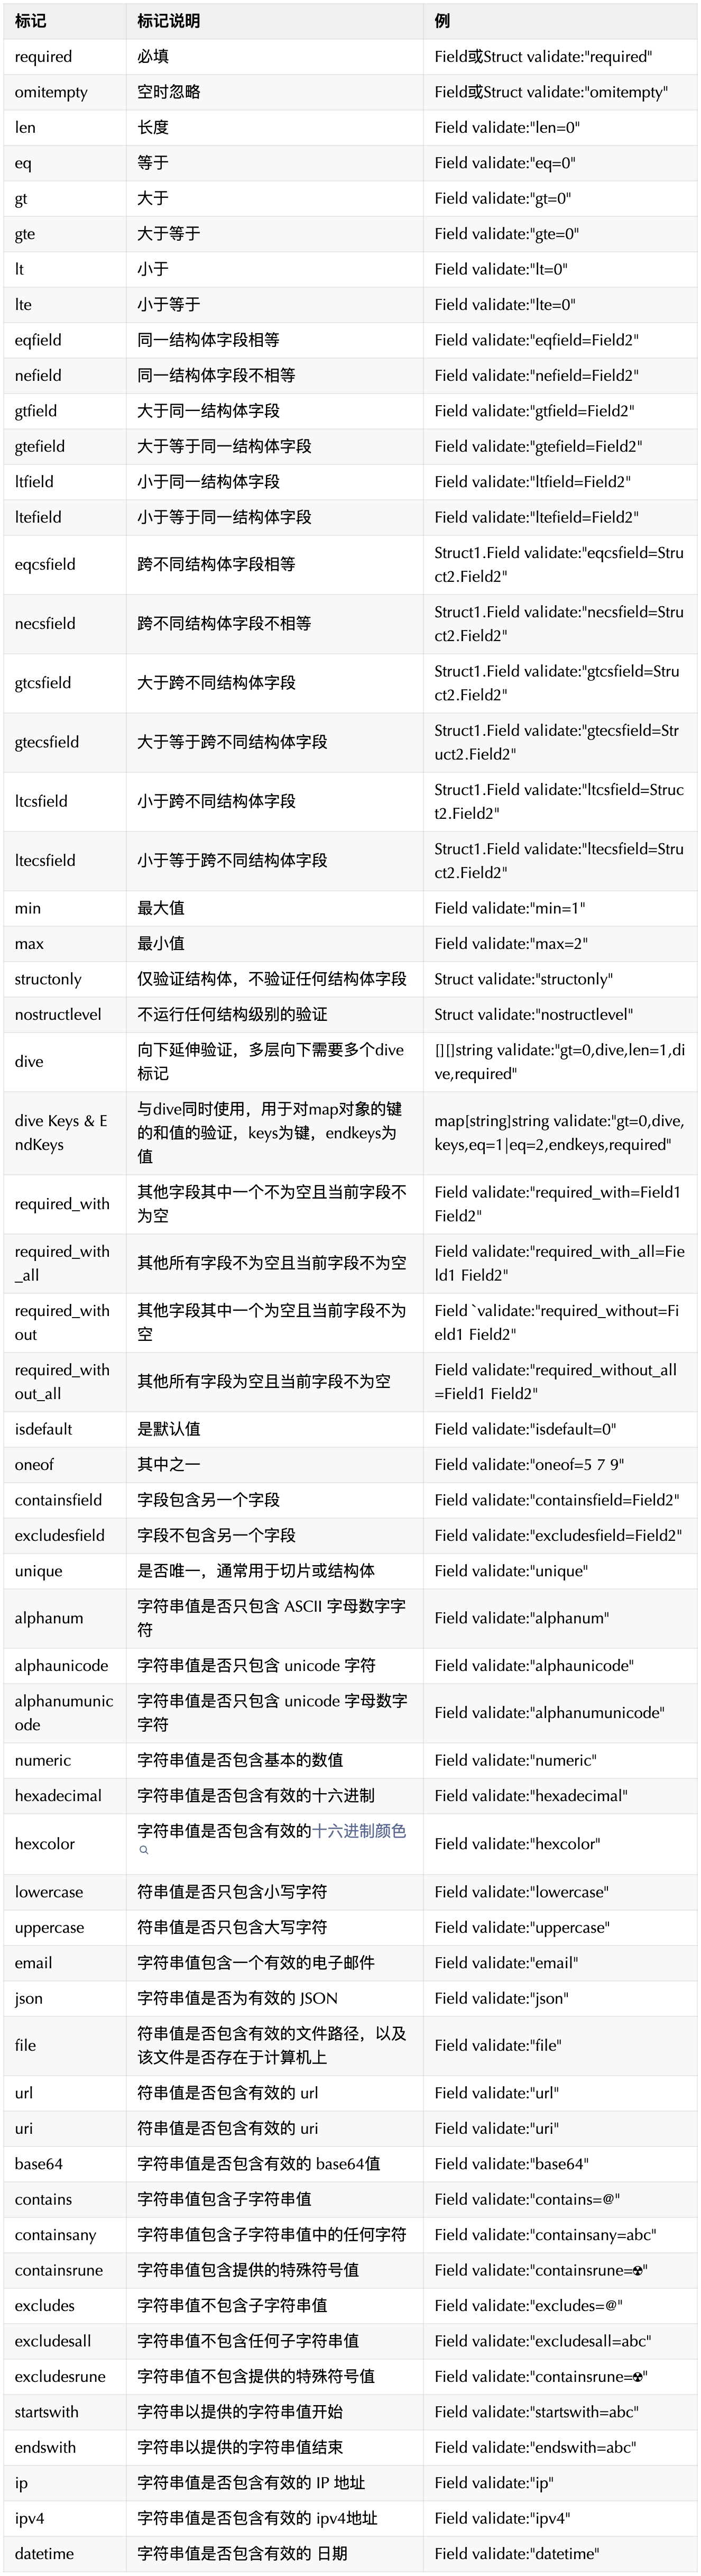 标记 标记说明 例
required 必填 Field或Struct validate:"required"
omitempty 空时忽略 Field或Struct validate:"omitempty"
len 长度 Field validate:"len=0"
eq 等于 Field validate:"eq=0"
gt 大于 Field validate:"gt=0"
gte 大于等于 Field validate:"gte=0"
lt 小于 Field validate:"lt=0"
lte 小于等于 Field validate:"lte=0"
eqfield 同一结构体字段相等 Field validate:"eqfield=Field2"
nefield 同一结构体字段不相等 Field validate:"nefield=Field2"
gtfield 大于同一结构体字段 Field validate:"gtfield=Field2"
gtefield 大于等于同一结构体字段 Field validate:"gtefield=Field2"
ltfield 小于同一结构体字段 Field validate:"ltfield=Field2"
ltefield 小于等于同一结构体字段 Field validate:"ltefield=Field2"
eqcsfield 跨不同结构体字段相等 Struct1.Field validate:"eqcsfield=Stru
ct2.Field2"
necsfield 跨不同结构体字段不相等 Struct1.Field validate:"necsfield=Stru
ct2.Field2"
gtcsfield 大于跨不同结构体字段 Struct1.Field validate:"gtcsfield=Stru
ct2.Field2"
gtecsfield 大于等于跨不同结构体字段 Struct1.Field validate:"gtecsfield=Str
uct2.Field2"
ltcsfield 小于跨不同结构体字段 Struct1.Field validate:"ltcsfield=Struc
t2.Field2"
ltecsfield 小于等于跨不同结构体字段 Struct1.Field validate:"ltecsfield=Stru
ct2.Field2"
min 最大值 Field validate:"min=1"
max 最小值 Field validate:"max=2"
structonly 仅验证结构体，不验证任何结构体字段 Struct validate:"structonly"
nostructlevel 不运行任何结构级别的验证 Struct validate:"nostructlevel"
dive 向下延伸验证，多层向下需要多个dive
标记 [][]string validate:"gt=0,dive,len=1,di
ve,required"
dive Keys & E
ndKeys 与dive同时使用，用于对map对象的键
的和值的验证，keys为键，endkeys为
值 map[string]string validate:"gt=0,dive,
keys,eq=1|eq=2,endkeys,required"
required_with 其他字段其中一个不为空且当前字段不
为空 Field validate:"required_with=Field1
Field2"
required_with
_all 其他所有字段不为空且当前字段不为空 Field validate:"required_with_all=Fie
ld1 Field2"
required_with
out 其他字段其中一个为空且当前字段不为
空 Field `validate:"required_without=Fi
eld1 Field2"
required_with
out_all 其他所有字段为空且当前字段不为空 Field validate:"required_without_all
=Field1 Field2"
isdefault 是默认值 Field validate:"isdefault=0"
oneof 其中之一 Field validate:"oneof=5 7 9"
containsfield 字段包含另一个字段 Field validate:"containsfield=Field2"
excludesfield 字段不包含另一个字段 Field validate:"excludesfield=Field2"
unique 是否唯一，通常用于切片或结构体 Field validate:"unique"
alphanum 字符串值是否只包含 ASCII 字母数字字
符 Field validate:"alphanum"
alphaunicode 字符串值是否只包含 unicode 字符 Field validate:"alphaunicode"
alphanumunic
ode 字符串值是否只包含 unicode 字母数字
字符 Field validate:"alphanumunicode"
numeric 字符串值是否包含基本的数值 Field validate:"numeric"
hexadecimal 字符串值是否包含有效的十六进制 Field validate:"hexadecimal"
hexcolor 字符串值是否包含有效的十六进制颜色 Field validate:"hexcolor"
lowercase 符串值是否只包含小写字符 Field validate:"lowercase"
uppercase 符串值是否只包含大写字符 Field validate:"uppercase"
email 字符串值包含一个有效的电子邮件 Field validate:"email"
json 字符串值是否为有效的 JSON Field validate:"json"
file 符串值是否包含有效的文件路径，以及
该文件是否存在于计算机上 Field validate:"file"
url 符串值是否包含有效的 url Field validate:"url"
uri 符串值是否包含有效的 uri Field validate:"uri"
base64 字符串值是否包含有效的 base64值 Field validate:"base64"
contains 字符串值包含子字符串值 Field validate:"contains=@"
containsany 字符串值包含子字符串值中的任何字符 Field validate:"containsany=abc"
containsrune 字符串值包含提供的特殊符号值 Field validate:"containsrune=☢"
excludes 字符串值不包含子字符串值 Field validate:"excludes=@"
excludesall 字符串值不包含任何子字符串值 Field validate:"excludesall=abc"
excludesrune 字符串值不包含提供的特殊符号值 Field validate:"containsrune=☢"
startswith 字符串以提供的字符串值开始 Field validate:"startswith=abc"
endswith 字符串以提供的字符串值结束 Field validate:"endswith=abc"
ip 字符串值是否包含有效的 IP 地址 Field validate:"ip"
ipv4 字符串值是否包含有效的 ipv4地址 Field validate:"ipv4"
datetime 字符串值是否包含有效的 日期 Field validate:"datetime"